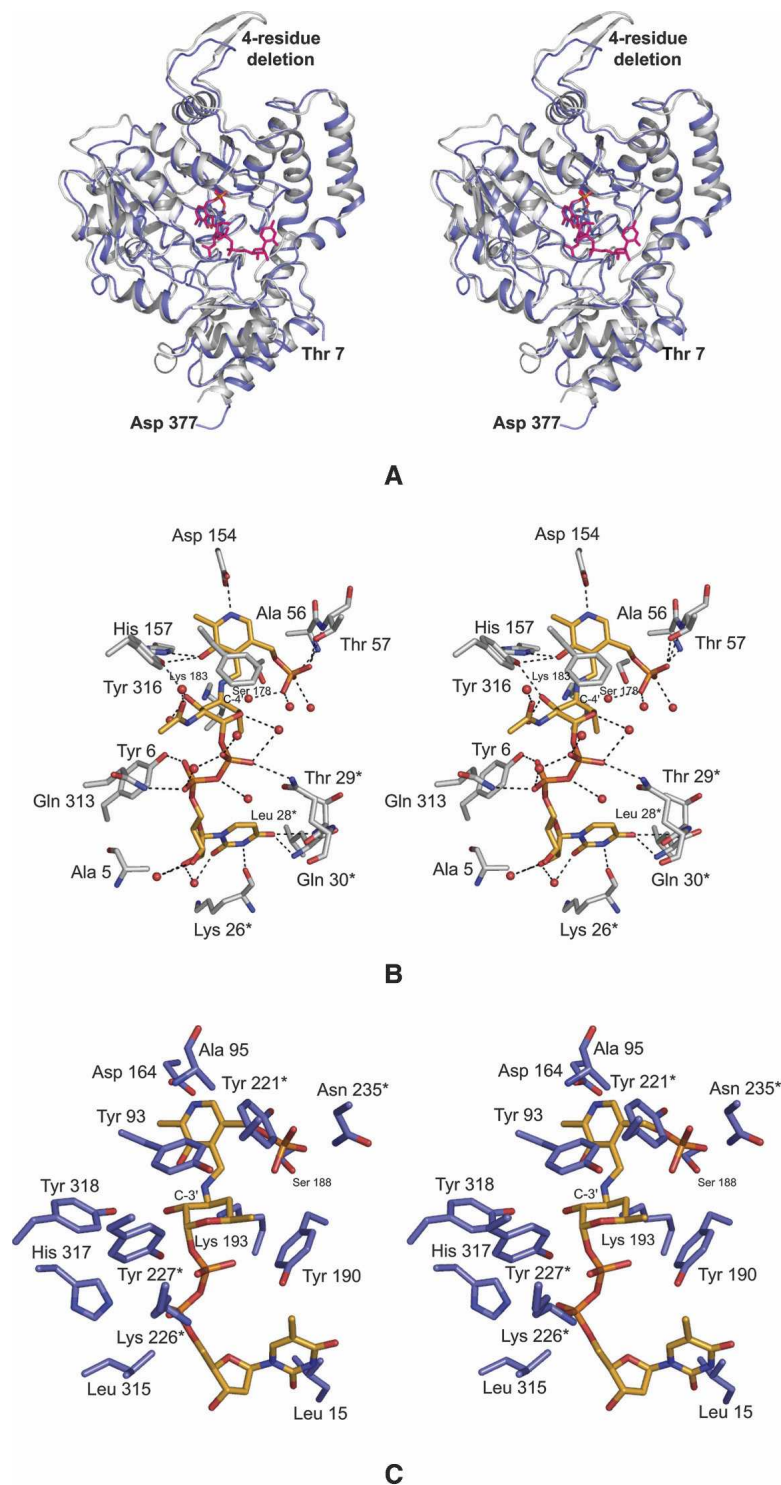 4-residue
deletion
4-residue
deletion
Thr 7
Thr 7
Asp 377
Asp 377
A
Asp 154
Asp 154
Ala 56
Ala 56
His 157
His 157
Thr 57
Thr 57
Lys 183
Lys 183
Tyr 316
Ser 178
Tyr 316
Ser 178
C-4'
C-4'
Tyr 6
Tyr 6
Thr 29*
Thr 29*
Gln 313
Gln 313
Leu 28*
Leu 28*
Ala 5
Gln 30*
Ala 5
Gln 30*
Lys 26*
Lys 26*
B
Ala 95
Ala 95
Asp 164
Asp 164
Tyr 221*
Tyr 221*
Asn 235*
Asn 235*
Tyr 93
Tyr 93
Ser 188
Ser 188
Tyr 318
C-3'
Tyr 318
C-3'
His 317
Lys 193
His 317
Lys 193
Tyr 227*
Tyr 190
Tyr 227*
Tyr 190
Lys 226*
Lys 226*
Leu 315
Leu 315
Leu 15
Leu 15
C